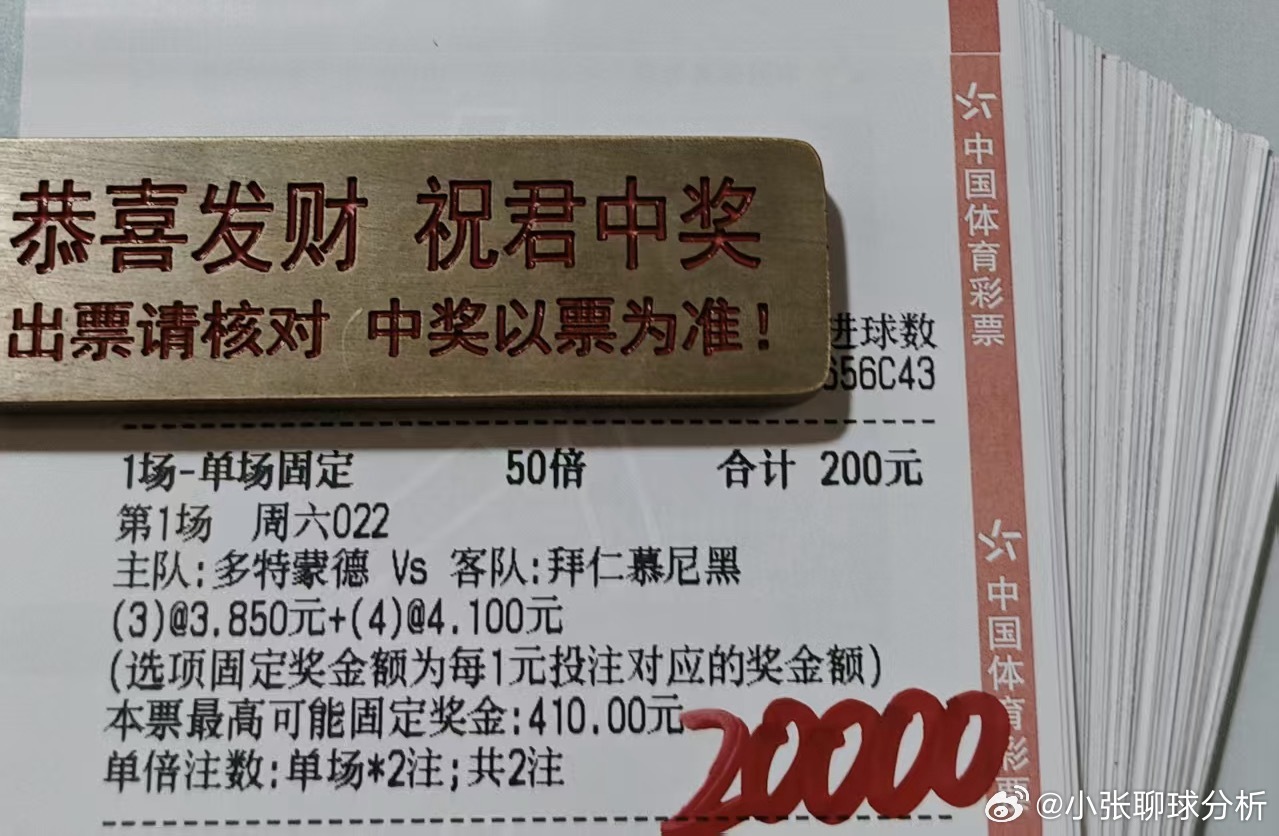 恭喜发财 祝君中奖
出票请核对 中奖以票为准!
进球数
656C43
1场-单场固定 50倍 合计 200元
第1场 周六022
主队:多特蒙德 Vs 客队:拜仁慕尼黑
(3)@3.850元+(4)@4.100元
(选项固定奖金额为每1元投注对应的奖金额)
本票最高可能固定奖金:410.00元
单倍注数:单场*2注;共2注
20000
中国体育彩票
中国体育彩票
@小张聊球分析